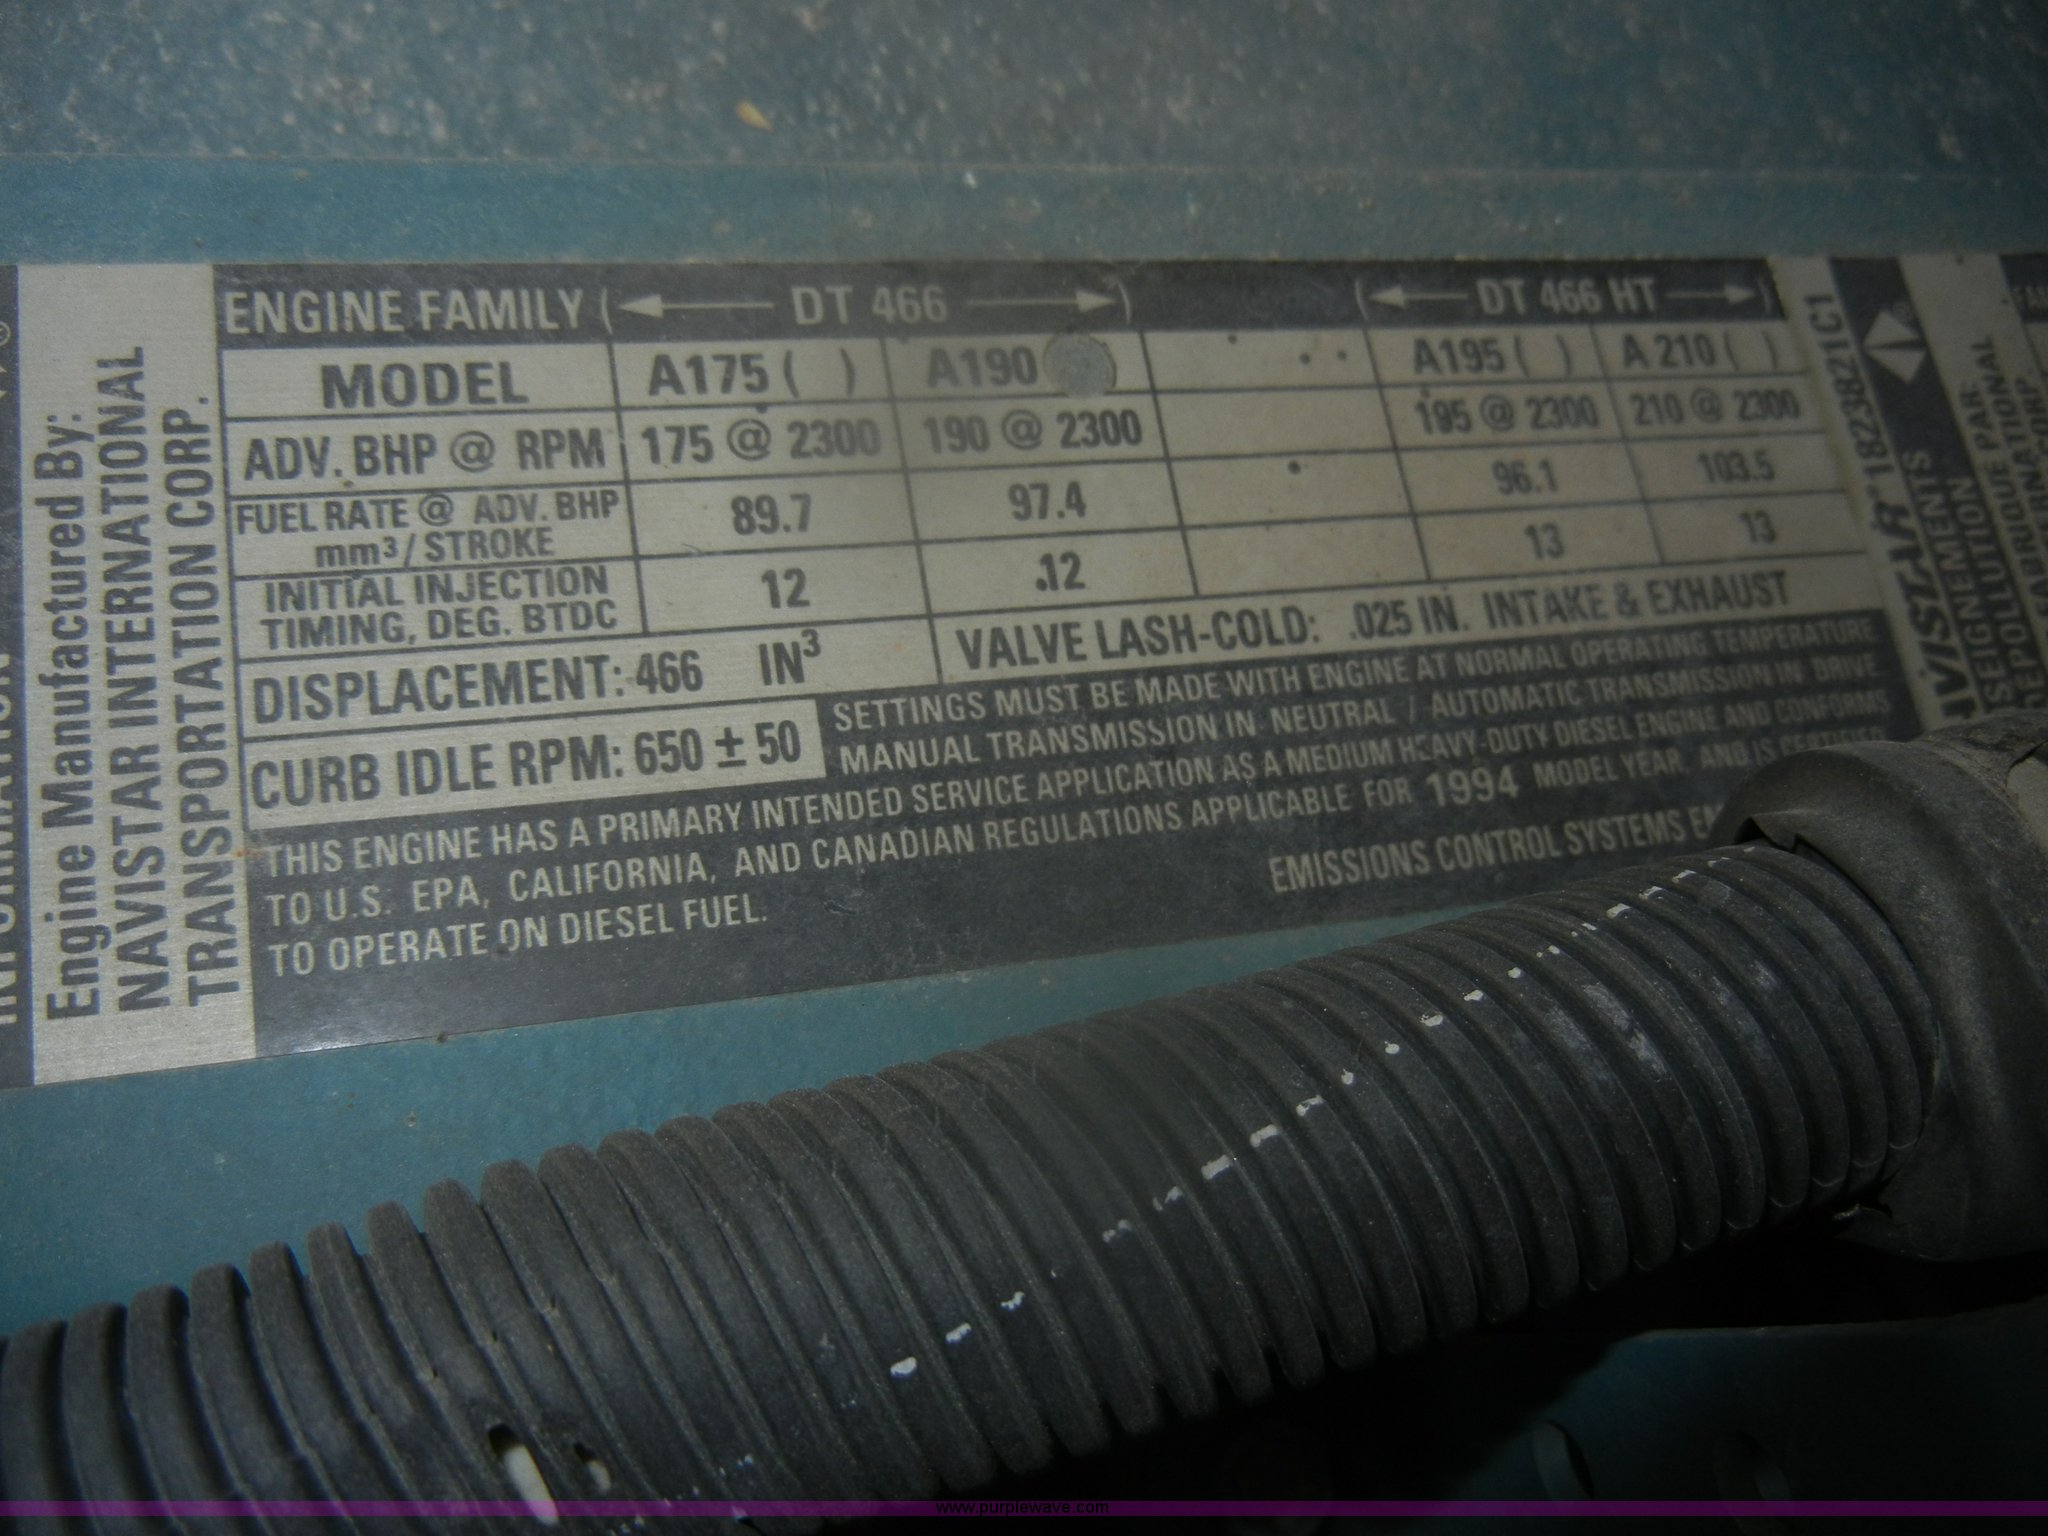 Engine Manufactured By:
NAVISTAR INTERNATIONAL
TRANSPORTATION CORP.
ENGINE FAMILY ( DT 466 ) ( DT 466 HT )
MODEL A175 ( ) A190 A195 ( ) A 210 ( )
ADV. BHP @ RPM 175 @ 2300 190 @ 2300 195 @ 2300 210 @ 2300
FUEL RATE @ ADV. BHP
mm³ / STROKE 89.7 97.4 96.1 103.5
INITIAL INJECTION
TIMING, DEG. BTDC 12 12 13 13
DISPLACEMENT: 466 IN³ VALVE LASH-COLD: .025 IN. INTAKE & EXHAUST
CURB IDLE RPM: 650 ± 50
SETTINGS MUST BE MADE WITH ENGINE AT NORMAL OPERATING TEMPERATURE
MANUAL TRANSMISSION IN NEUTRAL / AUTOMATIC TRANSMISSION IN DRIVE
THIS ENGINE HAS A PRIMARY INTENDED SERVICE APPLICATION AS A MEDIUM HEAVY-DUTY DIESEL ENGINE AND CONFORMS
TO U.S. EPA, CALIFORNIA, AND CANADIAN REGULATIONS APPLICABLE FOR 1994 MODEL YEAR AND IS CERTIFIED
TO OPERATE ON DIESEL FUEL.
EMISSIONS CONTROL SYSTEMS
1823821C1
PAR:
INTERNATIONAL
www.purplewave.com